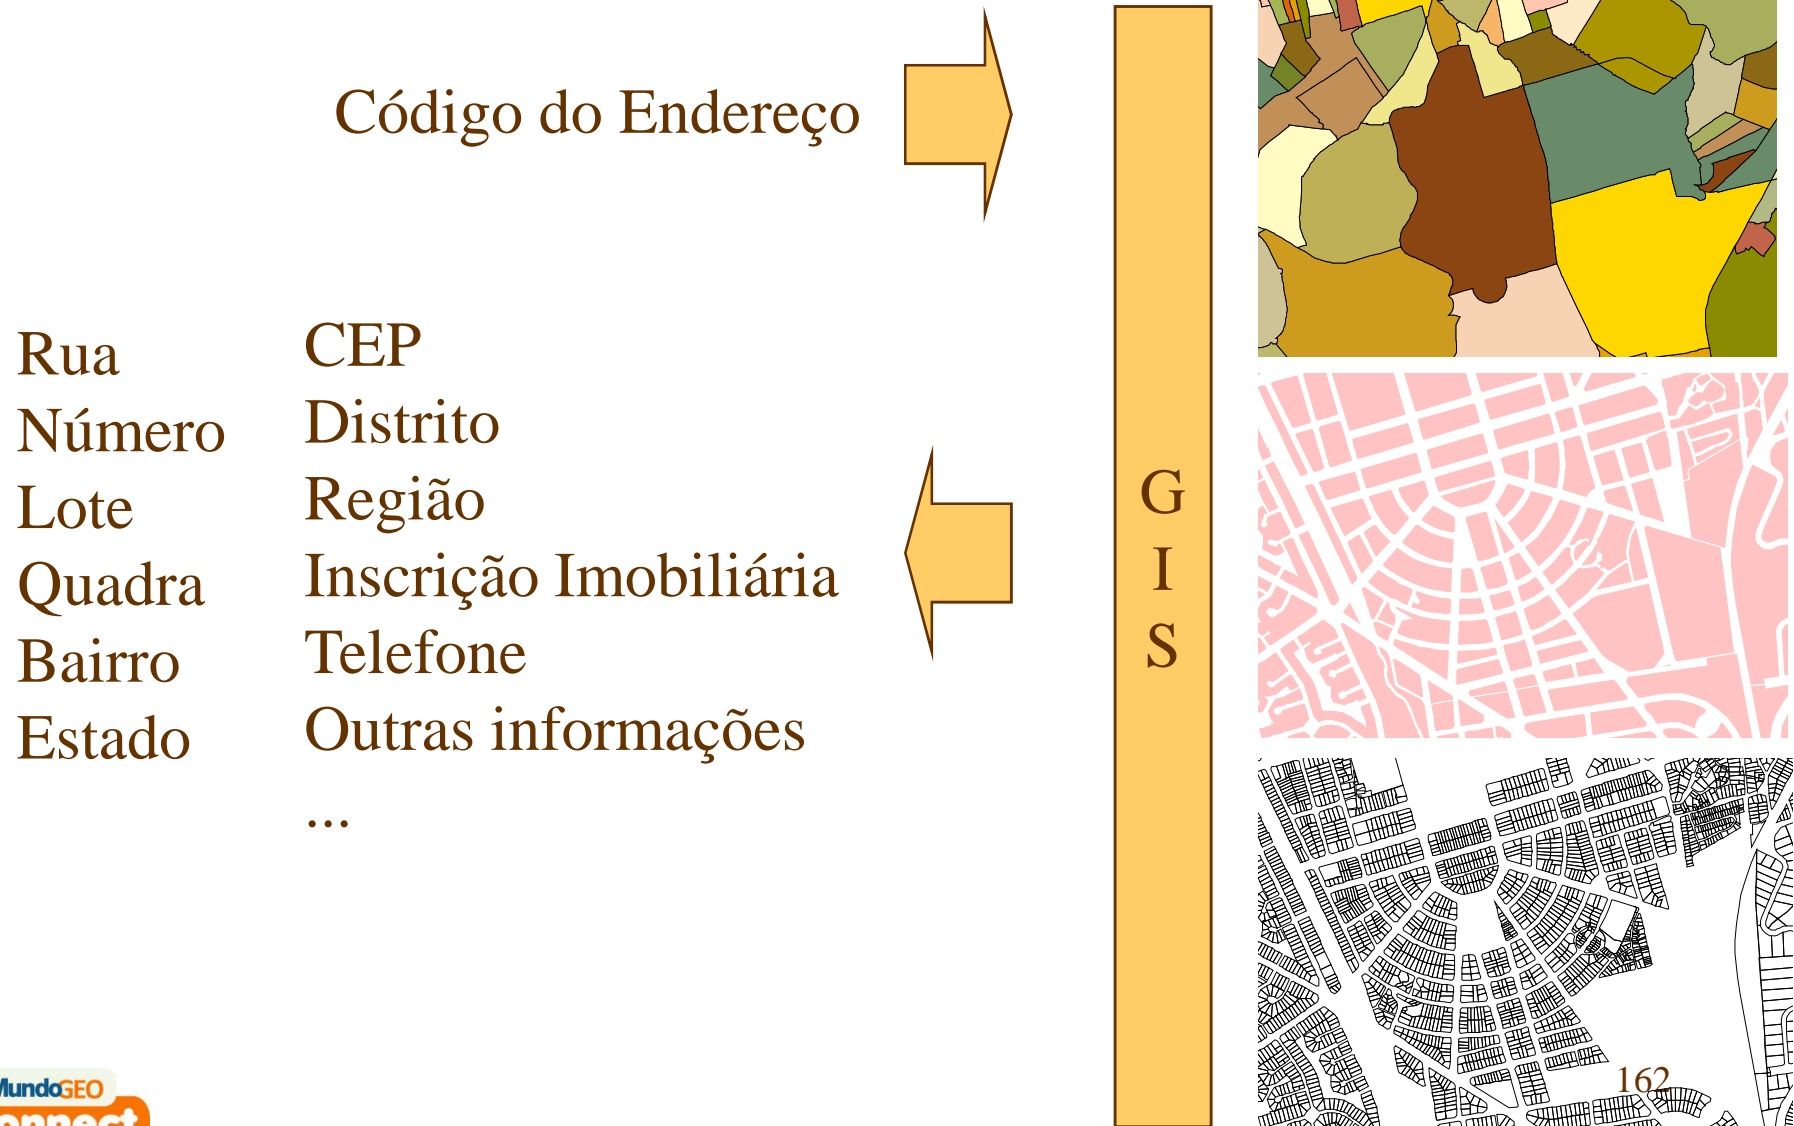 Código do Endereço
Rua
Número
Lote
Quadra
Bairro
Estado
CEP
Distrito
Região
Inscrição Imobiliária
Telefone
Outras informações
...
G
I
S
162
MundoGEO
connect